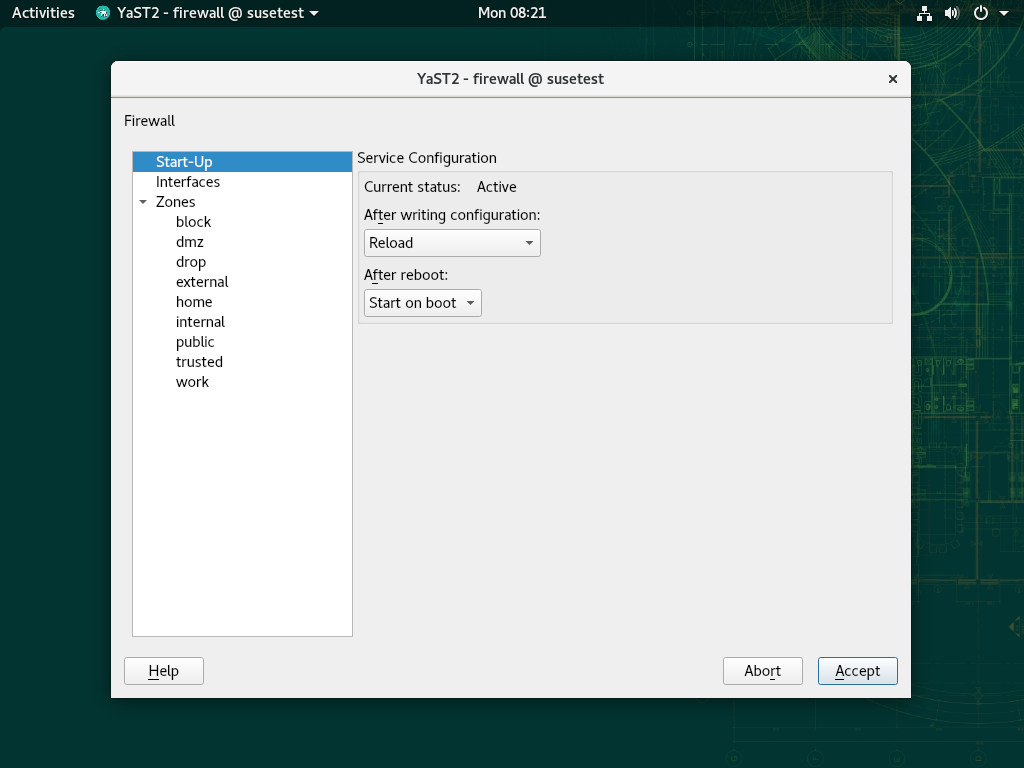 Activities YaST2 - firewall @ susetest Mon 08:21
YaST2 - firewall @ susetest
Firewall
Start-Up
Interfaces
Zones
block
dmz
drop
external
home
internal
public
trusted
work
Service Configuration
Current status: Active
After writing configuration:
Reload
After reboot:
Start on boot
Help
Abort
Accept